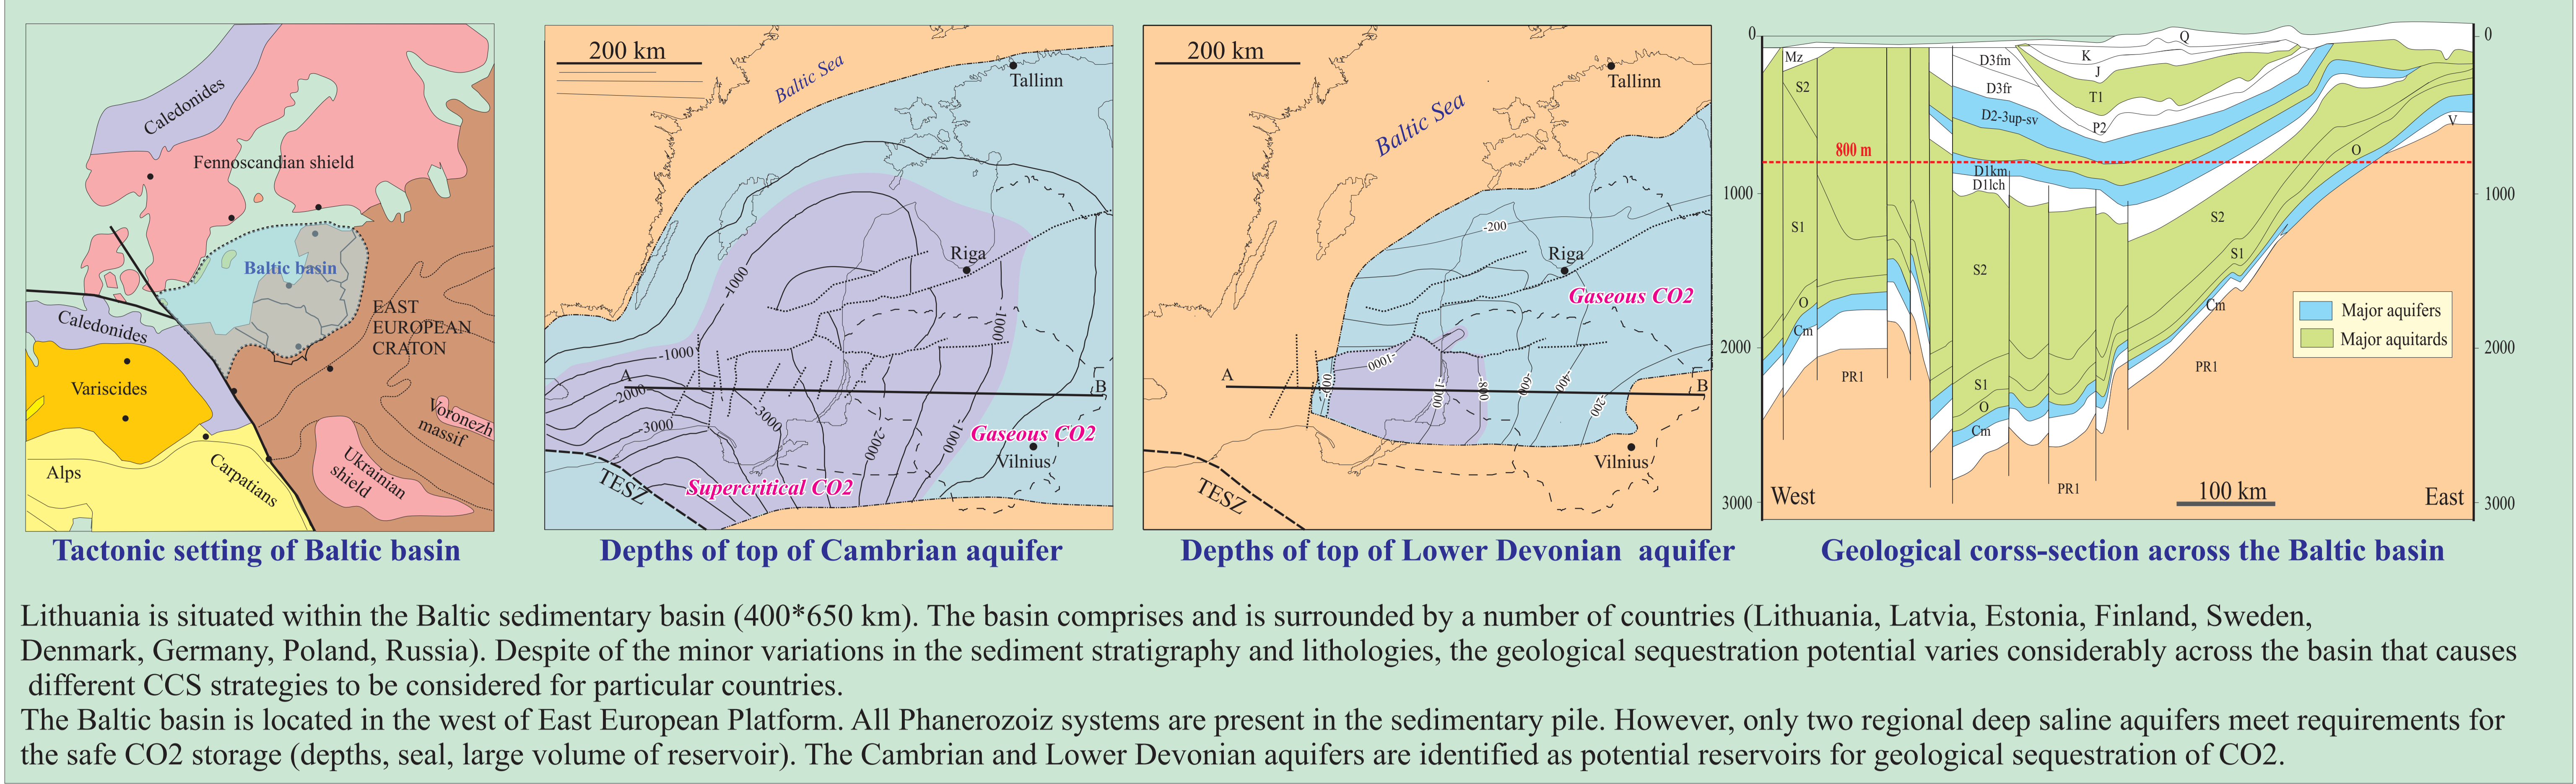 Caledonides
Fennoscandian shield
Baltic basin
EAST
EUROPEAN
CRATON
Caledonides
Variscides
Voronezh
massif
Ukrainian
shield
Alps
Carpatians
Tactonic setting of Baltic basin
200 km
Baltic Sea
Tallinn
Riga
-1000
-1000
-1000
A
B
-2000
-3000
-3000
-2000
-1000
Gaseous CO2
Vilnius
Supercritical CO2
TESZ
Depths of top of Cambrian aquifer
200 km
Baltic Sea
Tallinn
-200
Riga
Gaseous CO2
-1000
A
B
-1000
-800
-600
-400
-200
Vilnius
TESZ
Depths of top of Lower Devonian aquifer
0
0
Q
Mz
D3fm
K
J
S2
D3fr
T1
D2-3up-sv
P2
V
800 m
O
D1km
D1lch
1000
1000
S2
S1
S1
S2
O
Cm
Cm
Major aquifers
Major aquitards
2000
2000
PR1
PR1
S1
O
Cm
PR1
West
100 km
East
3000
3000
Geological corss-section across the Baltic basin
Lithuania is situated within the Baltic sedimentary basin (400*650 km). The basin comprises and is surrounded by a number of countries (Lithuania, Latvia, Estonia, Finland, Sweden,
Denmark, Germany, Poland, Russia). Despite of the minor variations in the sediment stratigraphy and lithologies, the geological sequestration potential varies considerably across the basin that causes
different CCS strategies to be considered for particular countries.
The Baltic basin is located in the west of East European Platform. All Phanerozoiz systems are present in the sedimentary pile. However, only two regional deep saline aquifers meet requirements for
the safe CO2 storage (depths, seal, large volume of reservoir). The Cambrian and Lower Devonian aquifers are identified as potential reservoirs for geological sequestration of CO2.